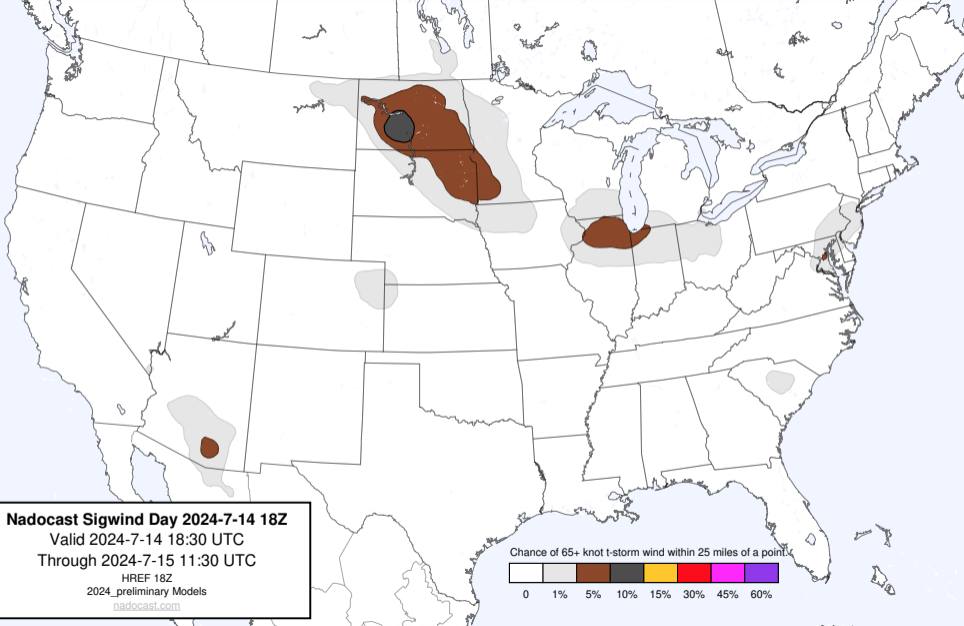 Nadocast Sigwind Day 2024-7-14 18Z
Valid 2024-7-14 18:30 UTC
Through 2024-7-15 11:30 UTC
HREF 18Z
2024_preliminary Models
nadocast.com
Chance of 65+ knot t-storm wind within 25 miles of a point.
0 1% 5% 10% 15% 30% 45% 60%